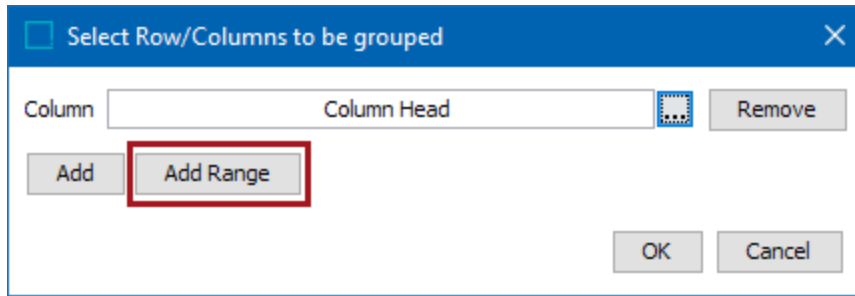 Select Row/Columns to be grouped
Column Column Head ... Remove
Add Add Range
OK Cancel